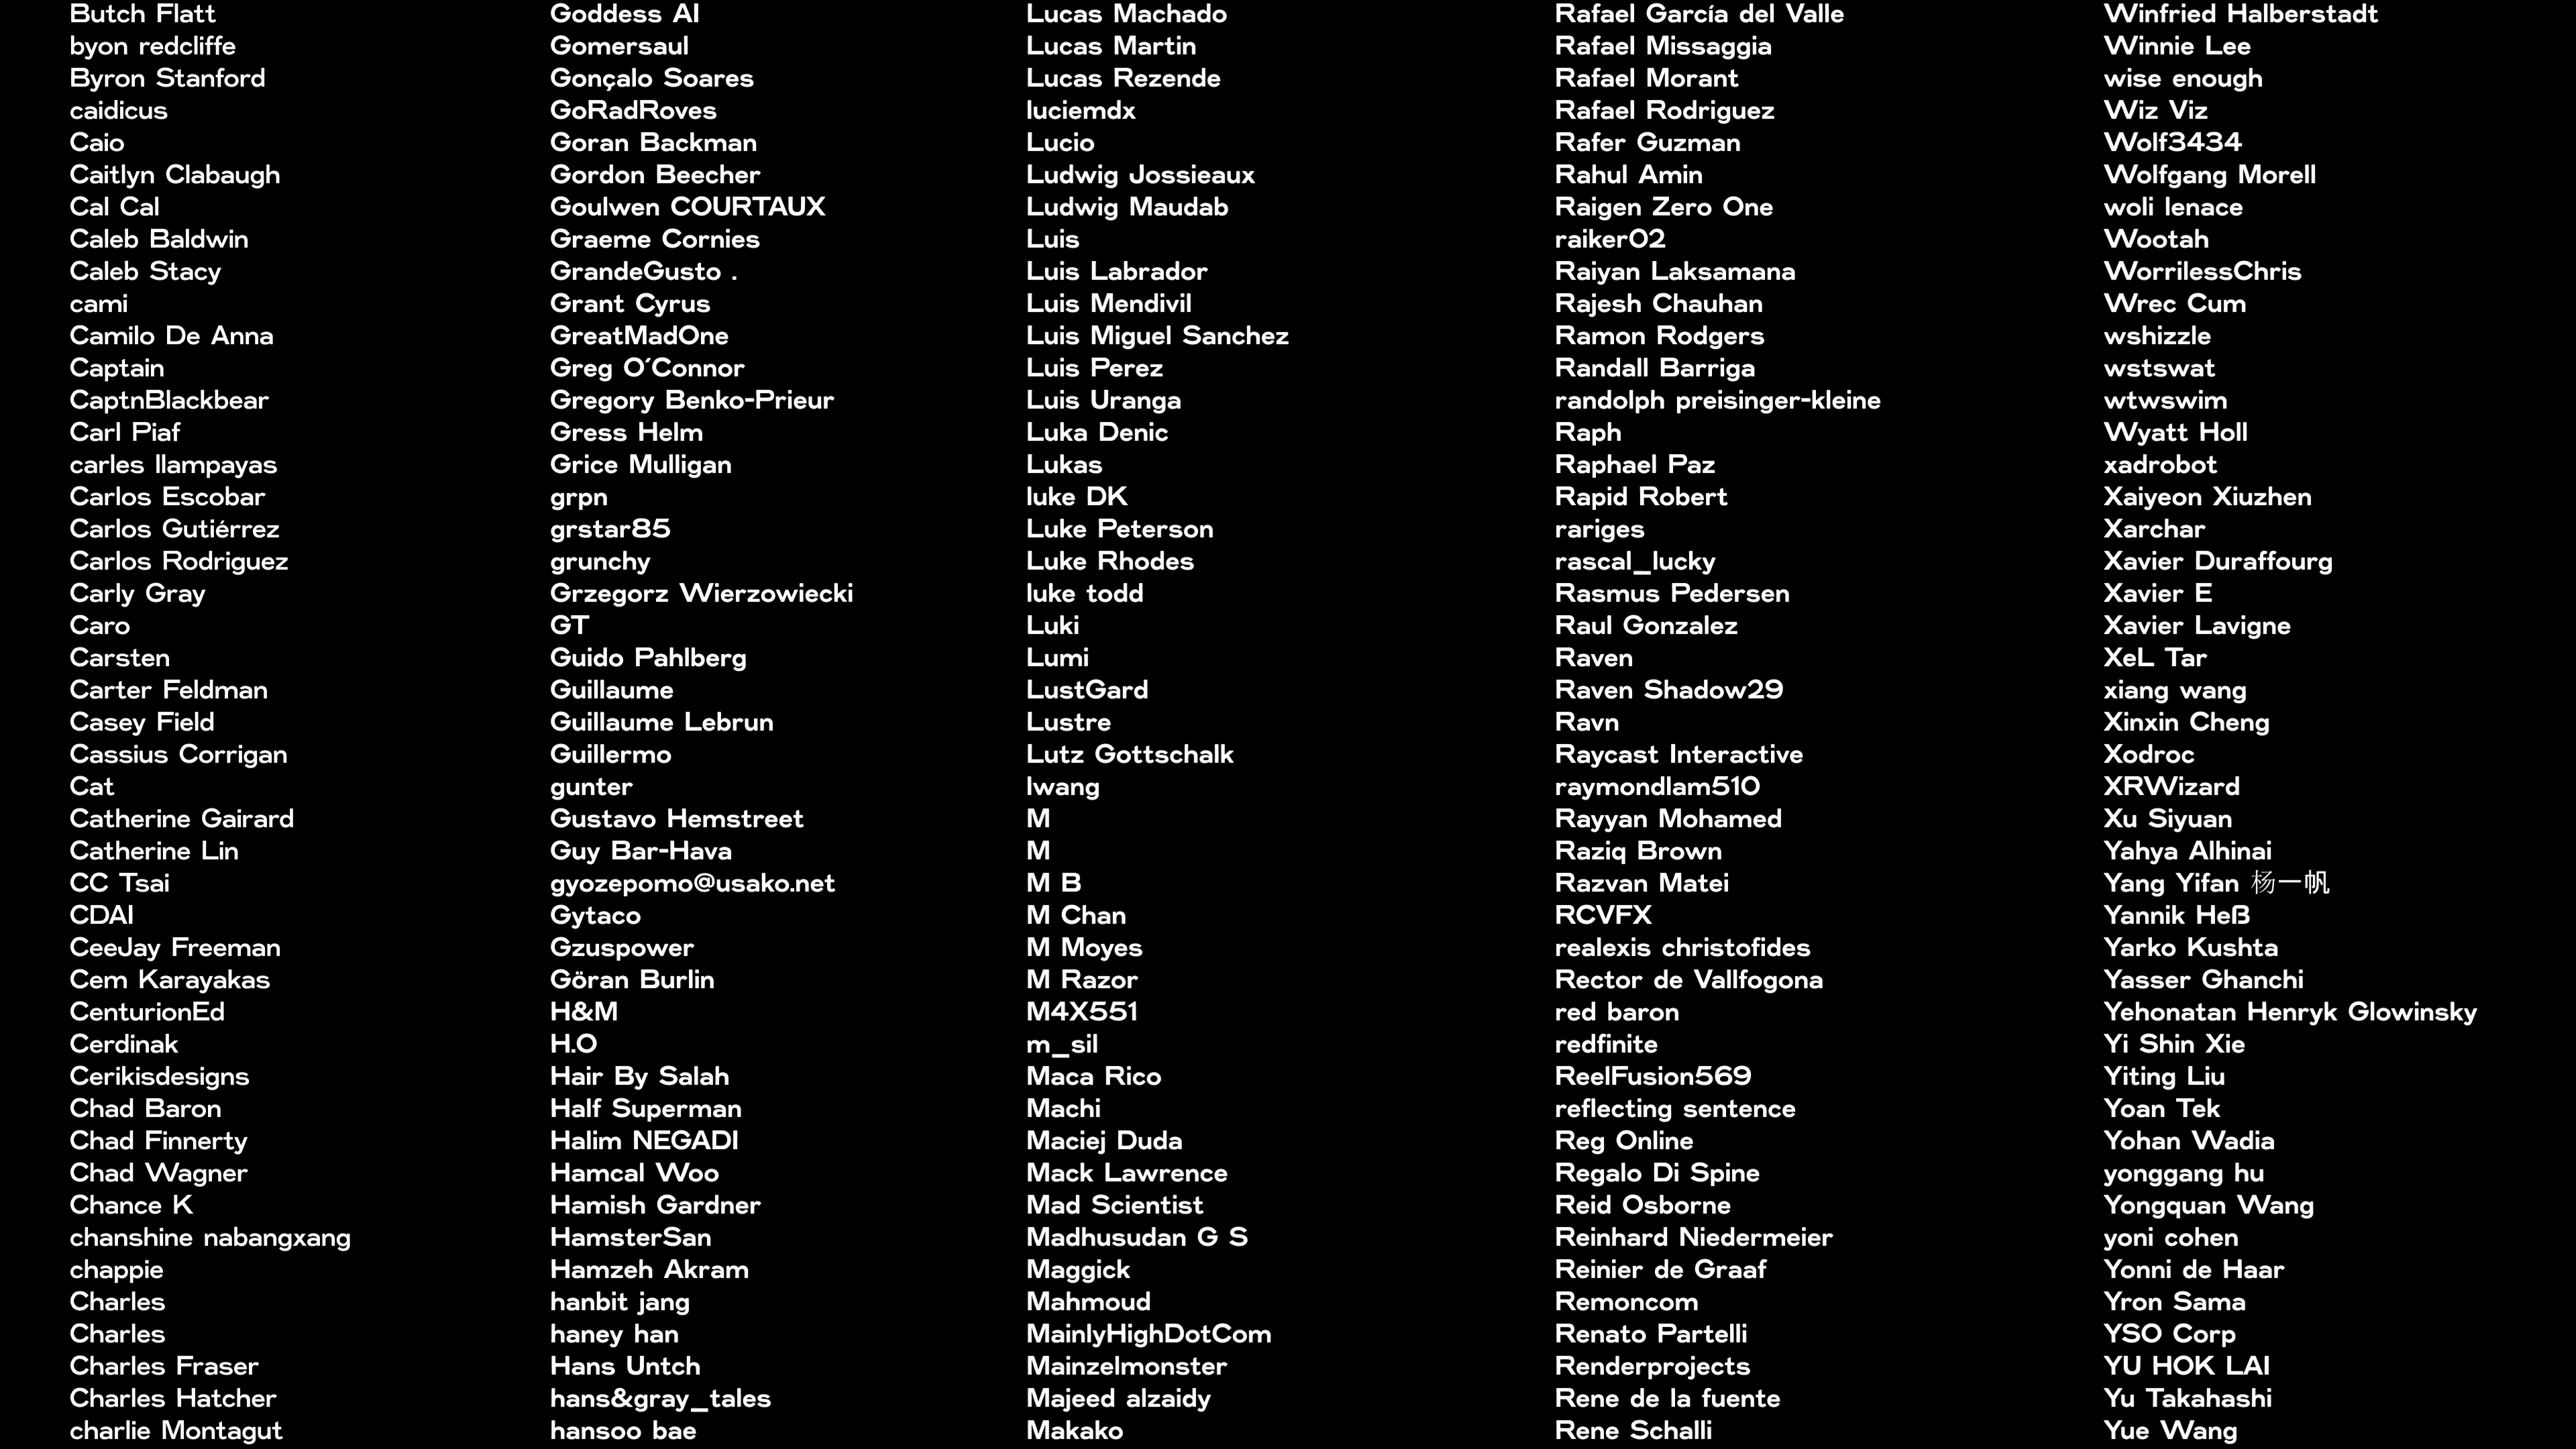 Butch Flatt
byon redcliffe
Byron Stanford
caidicus
Caio
Caitlyn Clabaugh
Cal Cal
Caleb Baldwin
Caleb Stacy
cami
Camilo De Anna
Captain
CaptnBlackbear
Carl Piaf
carles llampayas
Carlos Escobar
Carlos Gutiérrez
Carlos Rodriguez
Carly Gray
Caro
Carsten
Carter Feldman
Casey Field
Cassius Corrigan
Cat
Catherine Gairard
Catherine Lin
CC Tsai
CDAI
CeeJay Freeman
Cem Karayakas
CenturionEd
Cerdinak
Cerikisdesigns
Chad Baron
Chad Finnerty
Chad Wagner
Chance K
chanshine nabangxang
chappie
Charles
Charles
Charles Fraser
Charles Hatcher
charlie Montagut
Goddess AI
Gomersaul
Gonçalo Soares
GoRadRoves
Goran Backman
Gordon Beecher
Goulwen COURTAUX
Graeme Cornies
GrandeGusto .
Grant Cyrus
GreatMadOne
Greg O´Connor
Gregory Benko-Prieur
Gress Helm
Grice Mulligan
grpn
grstar85
grunchy
Grzegorz Wierzowiecki
GT
Guido Pahlberg
Guillaume
Guillaume Lebrun
Guillermo
gunter
Gustavo Hemstreet
Guy Bar-Hava
gyozepomo@usako.net
Gytaco
Gzuspower
Göran Burlin
H&M
H.O
Hair By Salah
Half Superman
Halim NEGADI
Hamcal Woo
Hamish Gardner
HamsterSan
Hamzeh Akram
hanbit jang
haney han
Hans Untch
hans&gray_tales
hansoo bae
Lucas Machado
Lucas Martin
Lucas Rezende
luciemdx
Lucio
Ludwig Jossieaux
Ludwig Maudab
Luis
Luis Labrador
Luis Mendivil
Luis Miguel Sanchez
Luis Perez
Luis Uranga
Luka Denic
Lukas
luke DK
Luke Peterson
Luke Rhodes
luke todd
Luki
Lumi
LustGard
Lustre
Lutz Gottschalk
lwang
M
M
M B
M Chan
M Moyes
M Razor
M4X551
m_sil
Maca Rico
Machi
Maciej Duda
Mack Lawrence
Mad Scientist
Madhusudan G S
Maggick
Mahmoud
MainlyHighDotCom
Mainzelmonster
Majeed alzaidy
Makako
Rafael García del Valle
Rafael Missaggia
Rafael Morant
Rafael Rodriguez
Rafer Guzman
Rahul Amin
Raigen Zero One
raiker02
Raiyan Laksamana
Rajesh Chauhan
Ramon Rodgers
Randall Barriga
randolph preisinger-kleine
Raph
Raphael Paz
Rapid Robert
rariges
rascal_lucky
Rasmus Pedersen
Raul Gonzalez
Raven
Raven Shadow29
Ravn
Raycast Interactive
raymondlam510
Rayyan Mohamed
Raziq Brown
Razvan Matei
RCVFX
realexis christofides
Rector de Vallfogona
red baron
redfinite
ReelFusion569
reflecting sentence
Reg Online
Regalo Di Spine
Reid Osborne
Reinhard Niedermeier
Reinier de Graaf
Remoncom
Renato Partelli
Renderprojects
Rene de la fuente
Rene Schalli
Winfried Halberstadt
Winnie Lee
wise enough
Wiz Viz
Wolf3434
Wolfgang Morell
woli lenace
Wootah
WorrilessChris
Wrec Cum
wshizzle
wstswat
wtwswim
Wyatt Holl
xadrobot
Xaiyeon Xiuzhen
Xarchar
Xavier Duraffourg
Xavier E
Xavier Lavigne
XeL Tar
xiang wang
Xinxin Cheng
Xodroc
XRWizard
Xu Siyuan
Yahya Alhinai
Yang Yifan 杨一帆
Yannik Heß
Yarko Kushta
Yasser Ghanchi
Yehonatan Henryk Glowinsky
Yi Shin Xie
Yiting Liu
Yoan Tek
Yohan Wadia
yonggang hu
Yongquan Wang
yoni cohen
Yonni de Haar
Yron Sama
YSO Corp
YU HOK LAI
Yu Takahashi
Yue Wang